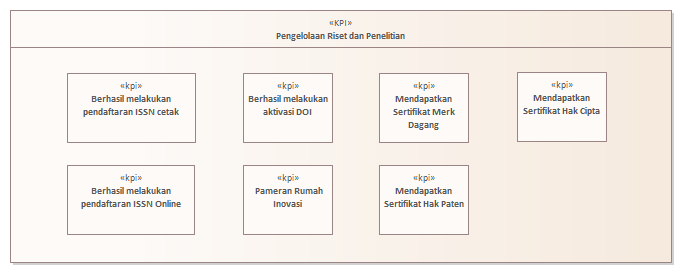 «KPI»
Pengelolaan Riset dan Penelitian
«kpi»
Berhasil melakukan
pendaftaran ISSN cetak
«kpi»
Berhasil melakukan
aktivasi DOI
«kpi»
Mendapatkan
Sertifikat Merk
Dagang
«kpi»
Mendapatkan
Sertifikat Hak Cipta
«kpi»
Berhasil melakukan
pendaftaran ISSN Online
«kpi»
Pameran Rumah
Inovasi
«kpi»
Mendapatkan
Sertifikat Hak Paten